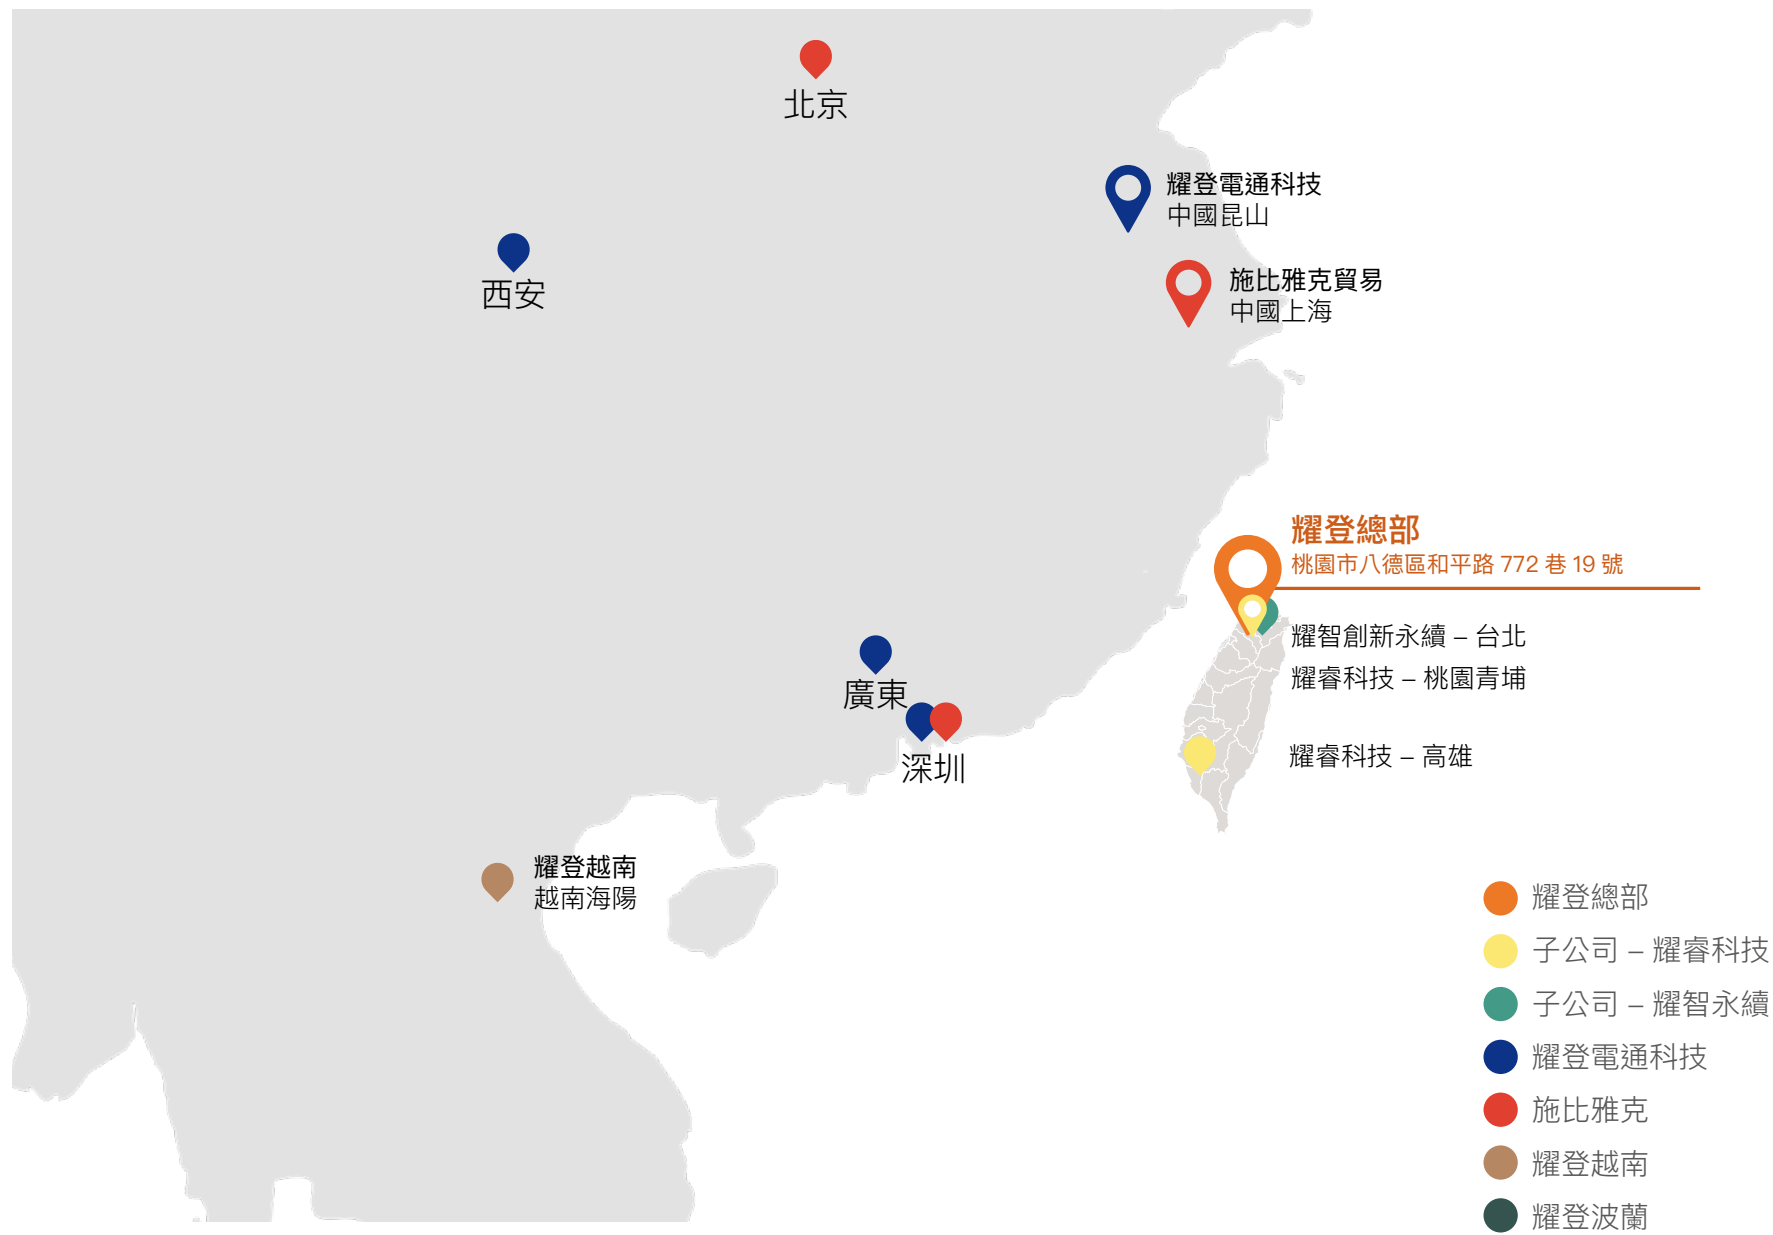 北京
耀登電通科技
中國昆山
西安
施比雅克貿易
中國上海
耀登總部
桃園市八德區和平路 772 巷 19 號
耀智創新永續 – 台北
耀睿科技 – 桃園青埔
廣東
深圳
耀睿科技 – 高雄
耀登越南
越南海陽
耀登總部
子公司 – 耀睿科技
子公司 – 耀智永續
耀登電通科技
施比雅克
耀登越南
耀登波蘭